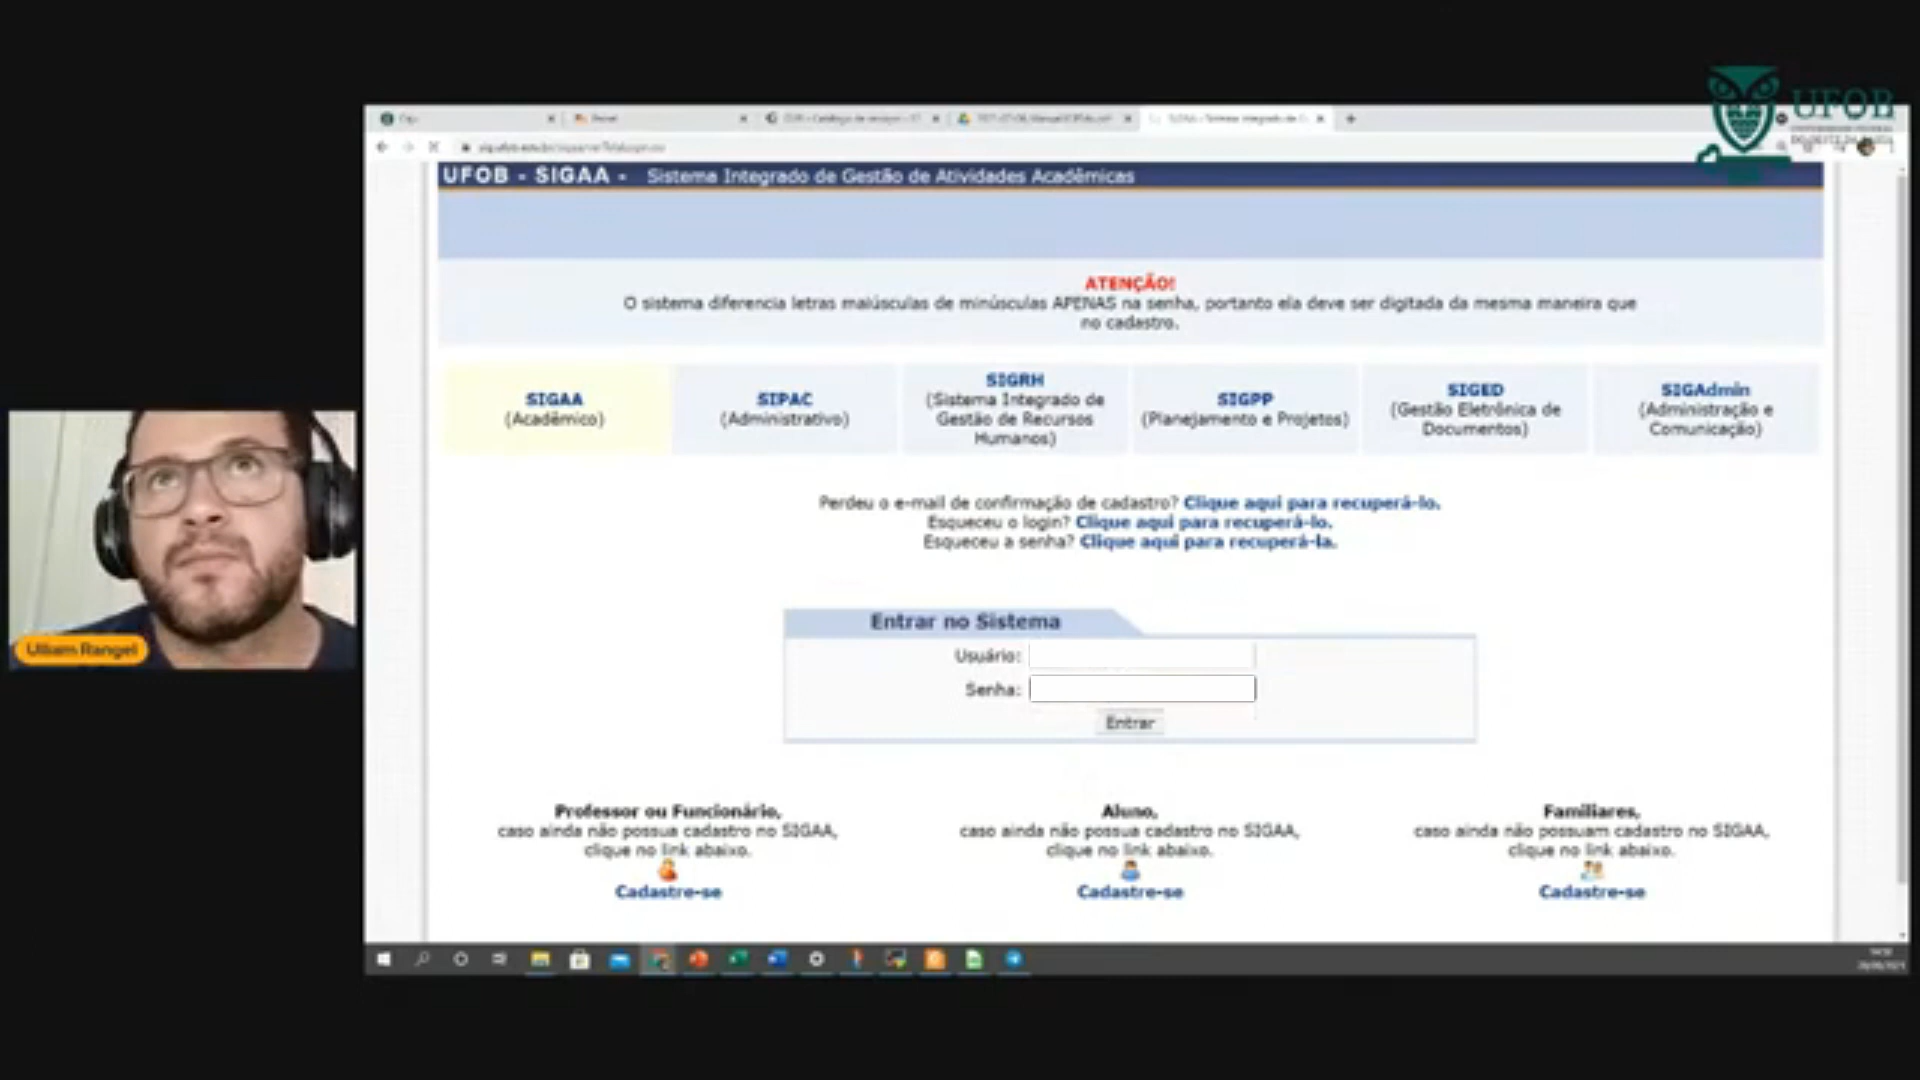 UFOB
UFOB - SIGAA - Sistema Integrado de Gestão de Atividades Acadêmicas
ATENÇÃO!
O sistema diferencia letras maiúsculas de minúsculas APENAS na senha, portanto ela deve ser digitada da mesma maneira que
no cadastro.
SIGAA
(Acadêmico)
SIPAC
(Administrativo)
SIGRH
(Sistema Integrado de
Gestão de Recursos
Humanos)
SIGPP
(Planejamento e Projetos)
SIGED
(Gestão Eletrônica de
Documentos)
SIGAdmin
(Administração e
Comunicação)
Perdeu o e-mail de confirmação de cadastro? Clique aqui para recuperá-lo.
Esqueceu o login? Clique aqui para recuperá-lo.
Esqueceu a senha? Clique aqui para recuperá-la.
Entrar no Sistema
Usuário:
Senha:
Entrar
Professor ou Funcionário,
caso ainda não possua cadastro no SIGAA,
clique no link abaixo.
Cadastre-se
Aluno,
caso ainda não possua cadastro no SIGAA,
clique no link abaixo.
Cadastre-se
Familiares,
caso ainda não possuam cadastro no SIGAA,
clique no link abaixo.
Cadastre-se
Rangel